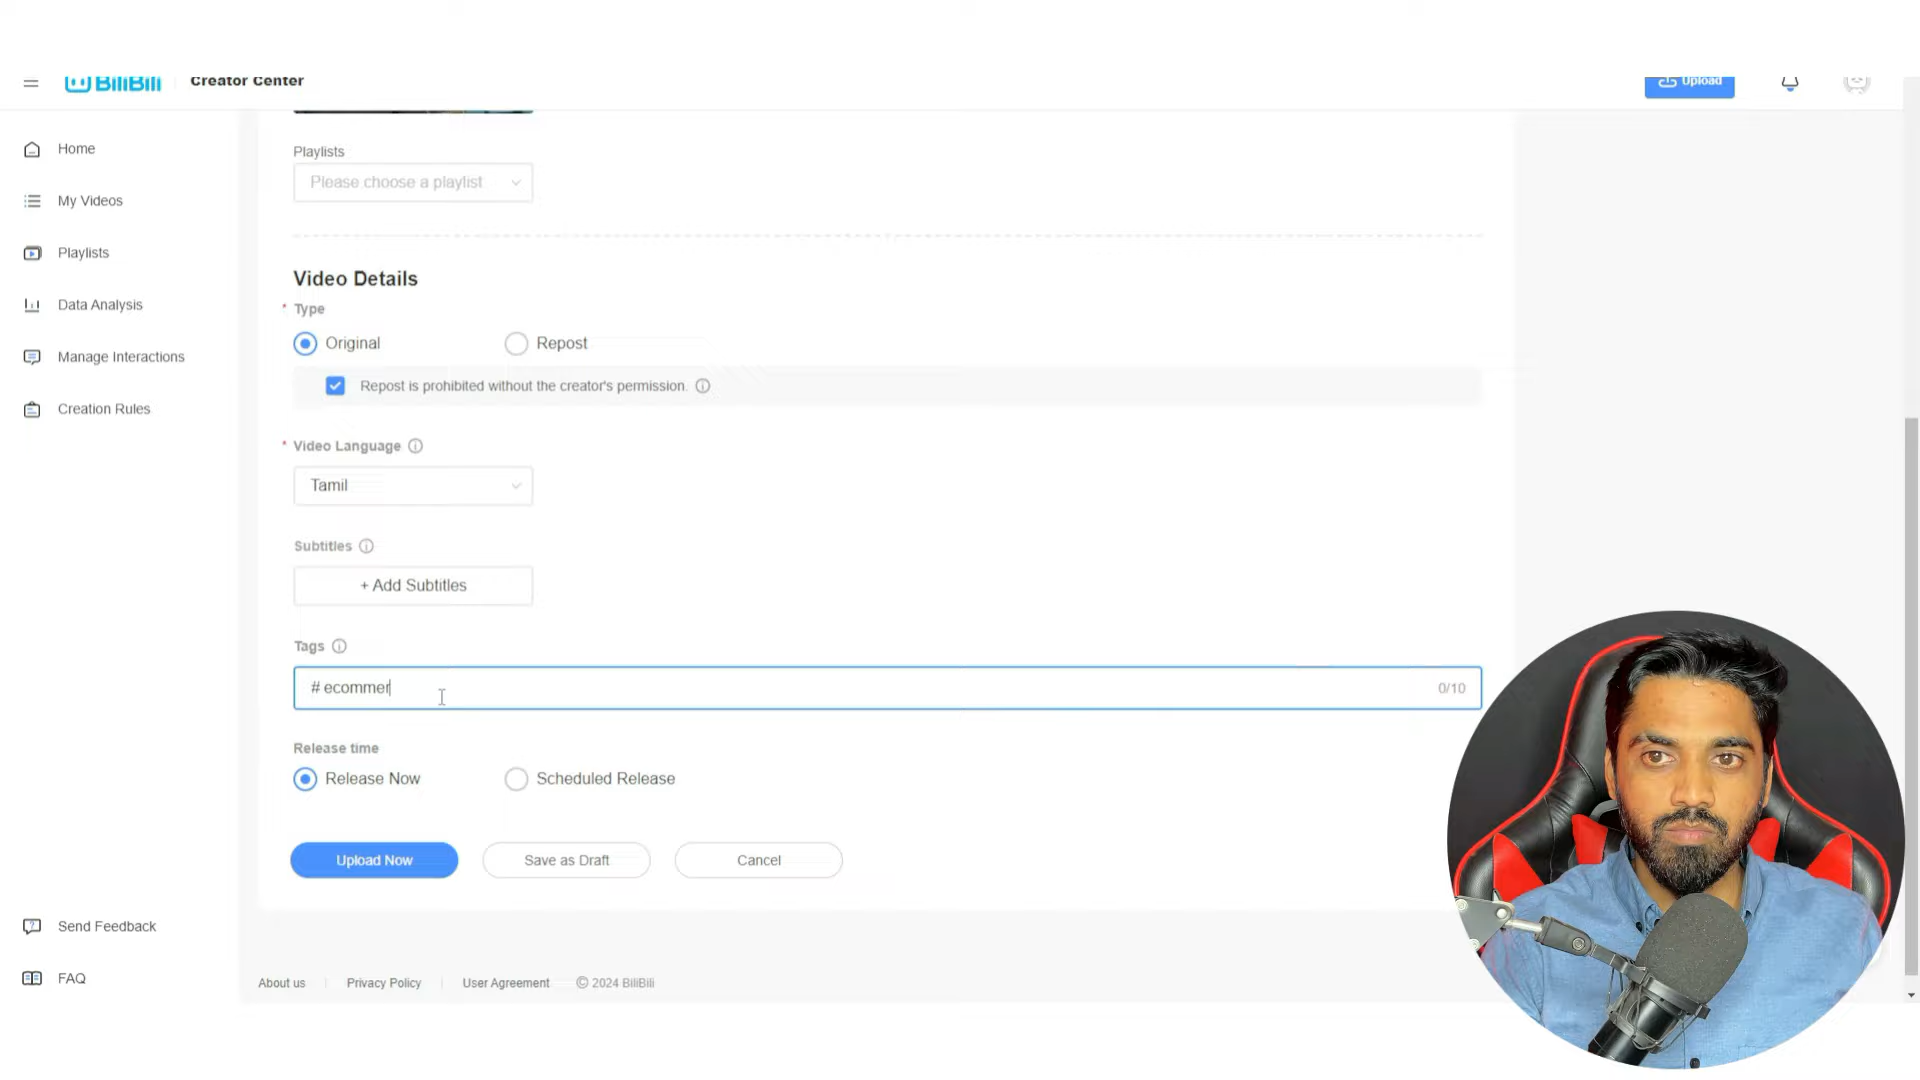 BiliBili Creator Center Upload
Home
My Videos
Playlists
Data Analysis
Manage Interactions
Creation Rules
Playlists
Please choose a playlist
Video Details
* Type
Original Repost
Repost is prohibited without the creator's permission.
* Video Language
Tamil
Subtitles
+ Add Subtitles
Tags
# ecommer 0/10
Release time
Release Now Scheduled Release
Upload Now Save as Draft Cancel
Send Feedback
FAQ
About us Privacy Policy User Agreement © 2024 BiliBili